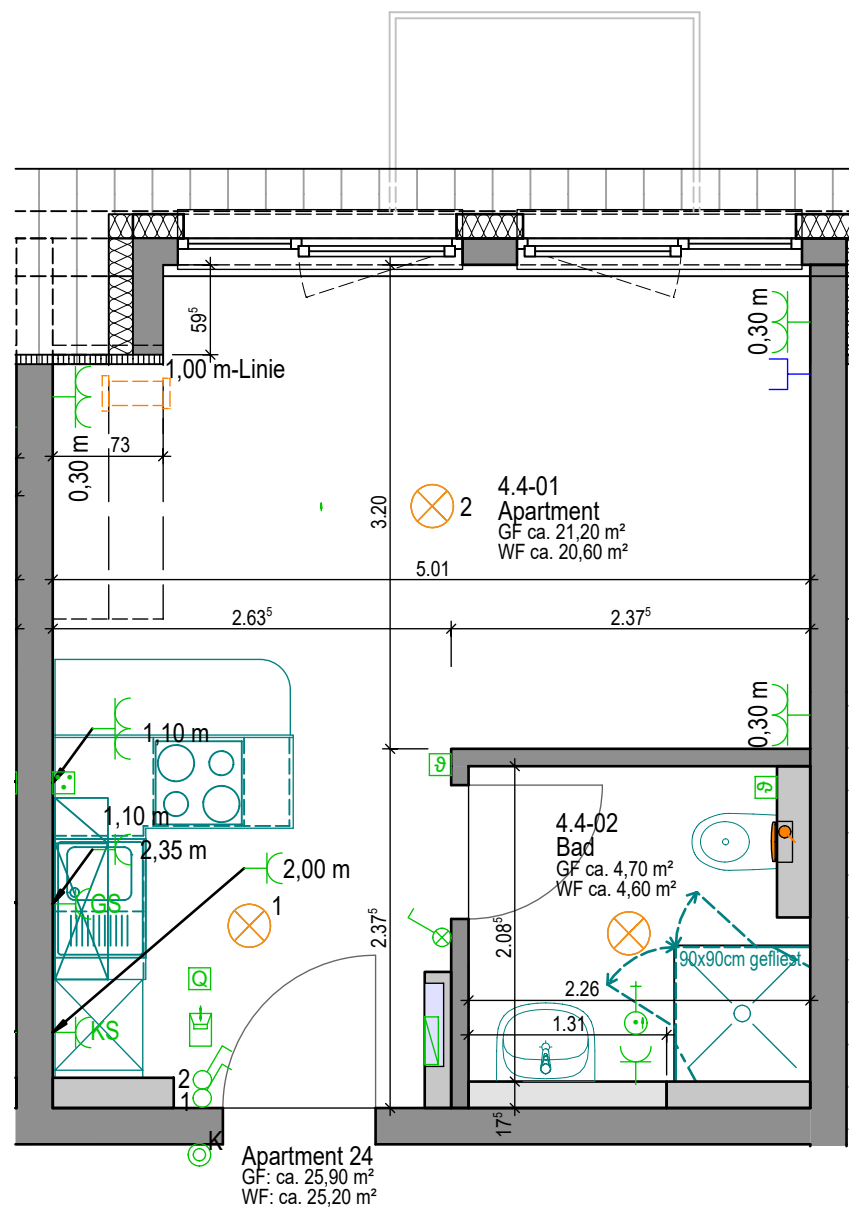 59⁵
1,00 m-Linie
0,30 m
0,30 m
73
3.20
2
4.4-01
Apartment
GF ca. 21,20 m²
WF ca. 20,60 m²
5.01
2.63⁵
2.37⁵
0,30 m
1,10 m
ϑ
ϑ
1,10 m
2,35 m
2,00 m
4.4-02
Bad
GF ca. 4,70 m²
WF ca. 4,60 m²
GS
1
2.37⁵
2.08⁵
90x90cm gefliest
Q
2.26
1.31
KS
2
1
17⁵
K
Apartment 24
GF: ca. 25,90 m²
WF: ca. 25,20 m²